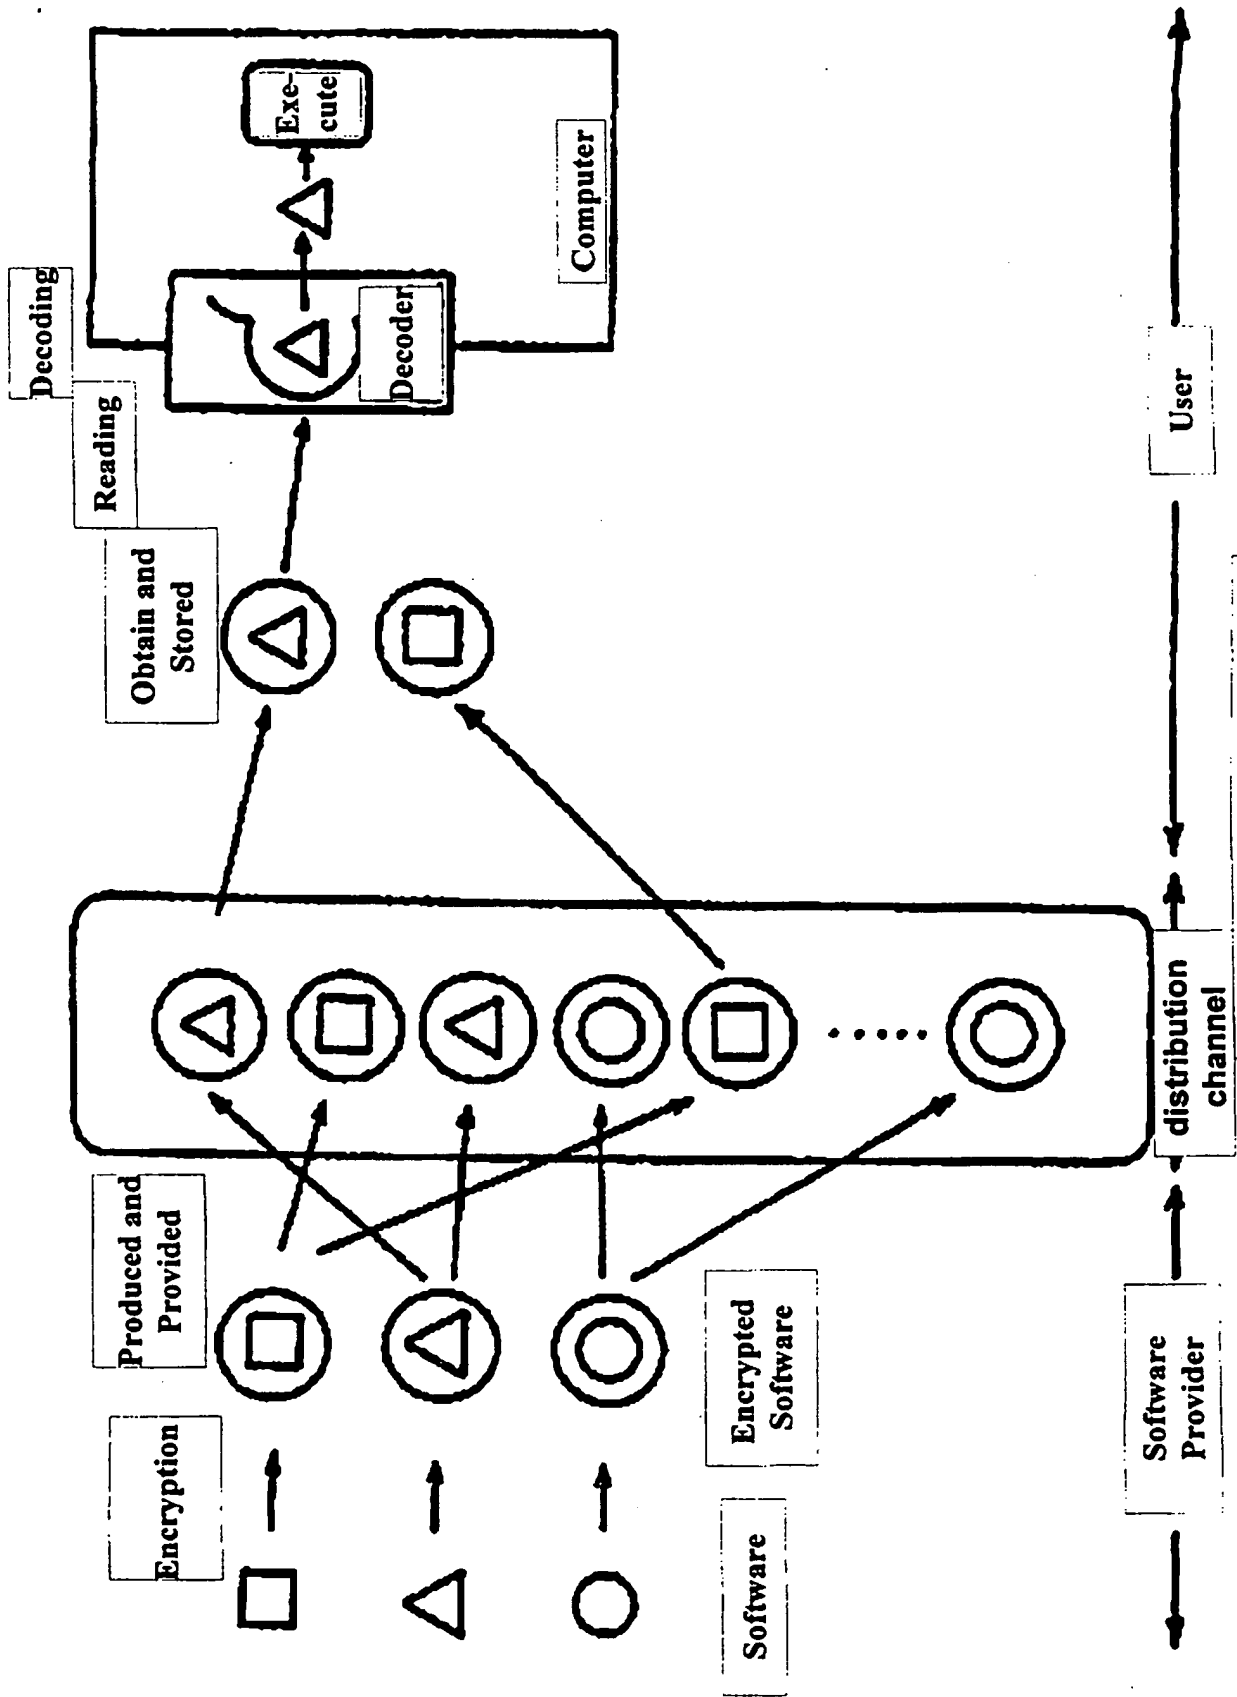 Encryption
Produced and
Provided
Obtain and
Stored
Reading
Decoding
Exe-
cute
Decoder
Computer
Software
Encrypted
Software
Software
Provider
distribution
channel
User